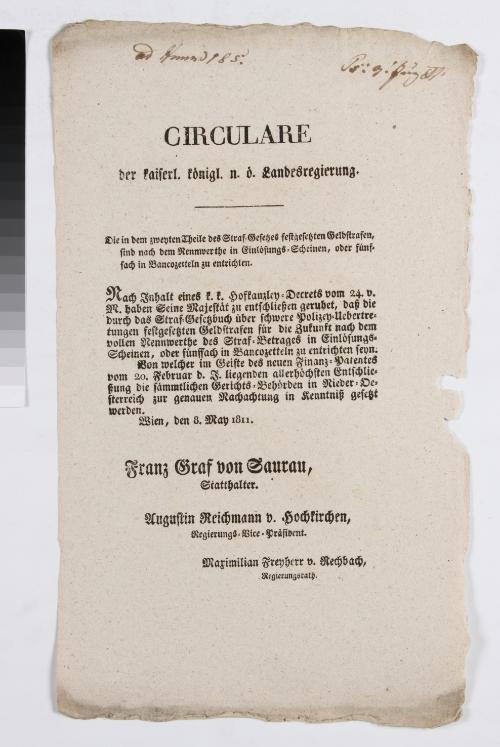 ad 185.
CIRCULARE
der kaiserl. königl. n. ö. Landesregierung.
Die in dem zweyten Theile des Straf-Gesetzes festgesetzten Geldstrafen,
sind nach dem Nennwerthe in Einlösungs-Scheinen, oder fünf-
fach in Bancozetteln zu entrichten.
Nach Inhalt eines k. k. Hofkanzley-Decrets vom 24. v.
M. haben Seine Majestät zu entschließen geruhet, daß die
durch das Straf-Gesetzbuch über schwere Polizey-Uebertre-
tungen festgesetzten Geldstrafen für die Zukunft nach dem
vollen Nennwerthe des Straf-Betrages in Einlösungs-
Scheinen, oder fünffach in Bancozetteln zu entrichten seyn.
Von welcher im Geiste des neuen Finanz-Patentes
vom 20. Februar d. J. liegenden allerhöchsten Entschlie-
ßung die sämmtlichen Gerichts-Behörden in Nieder-Oe-
sterreich zur genauen Nachachtung in Kenntniß gesetzt
werden.
Wien, den 8. May 1811.
Franz Graf von Saurau,
Statthalter.
Augustin Reichmann v. Hochkirchen,
Regierungs-Vice-Präsident.
Maximilian Freyherr v. Rechbach,
Regierungsrath.